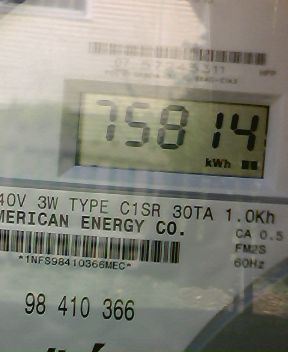 75814
kWh
40V 3W TYPE C1SR 30TA 1.0Kh
MERICAN ENERGY CO.
CA 0.5
FM2S
60Hz
*1NFS98410366MEC*
98 410 366